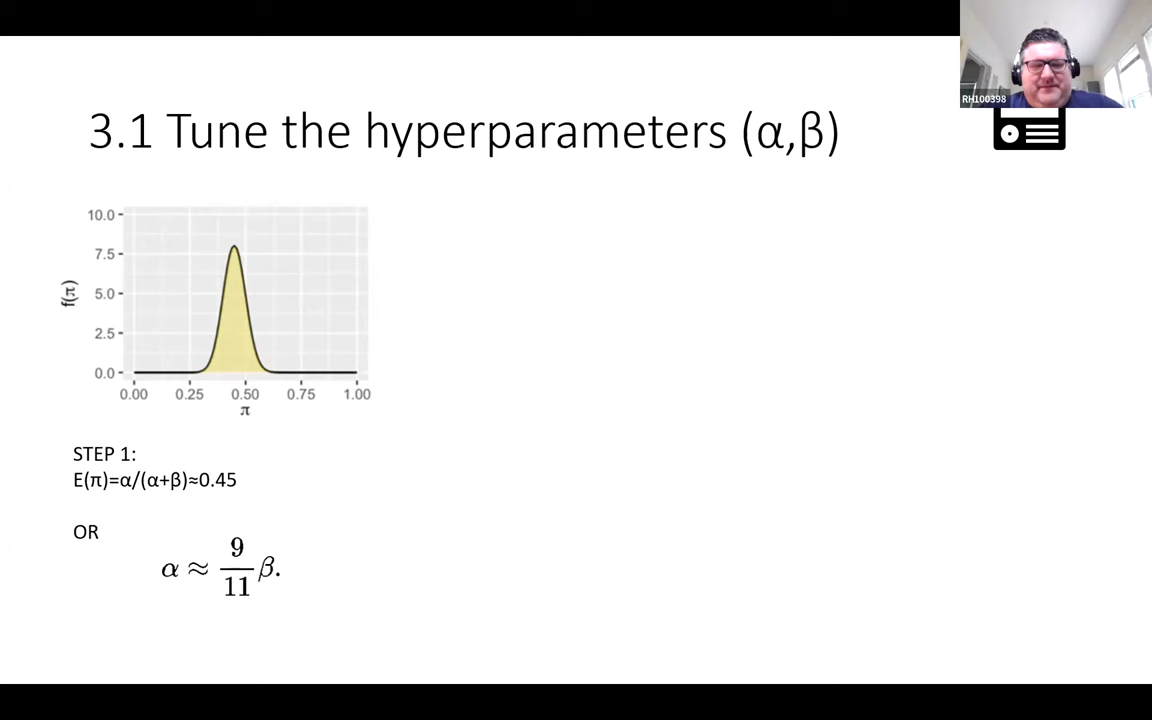 RH100398
3.1 Tune the hyperparameters (α,β)
10.0
7.5
5.0
2.5
0.0
f(π)
0.00 0.25 0.50 0.75 1.00
π
STEP 1:
E(π)=α/(α+β)≈0.45
OR
α ≈ 9/11 β.